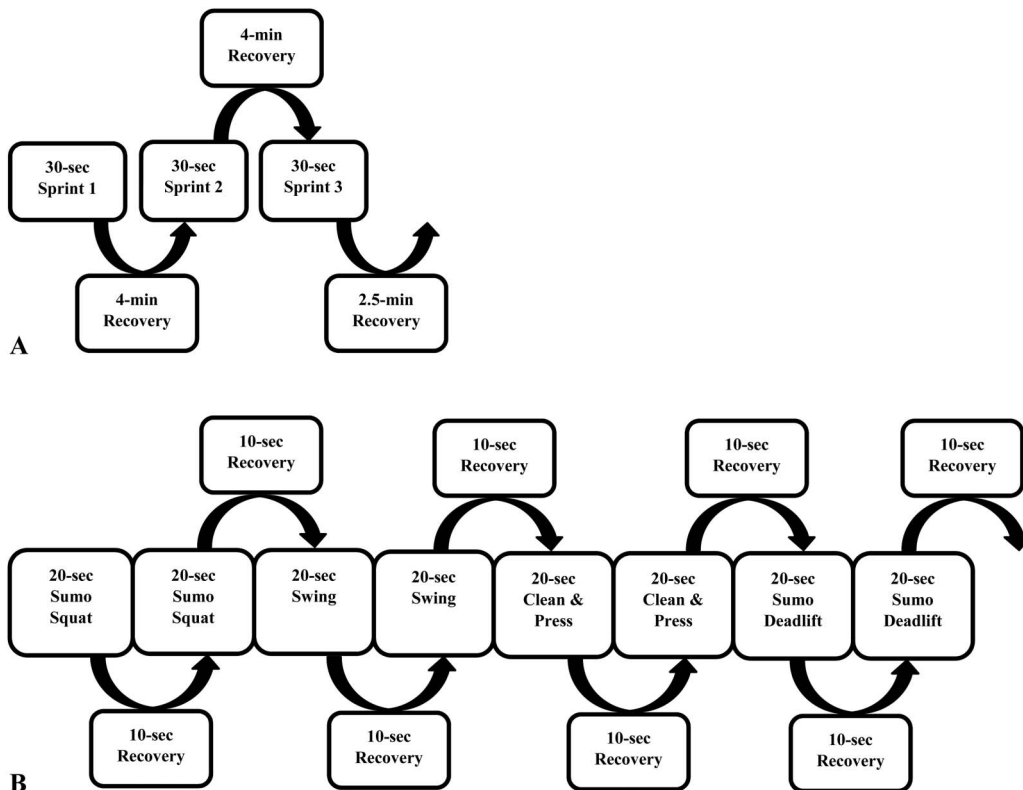 4-min
Recovery
30-sec
Sprint 1
30-sec
Sprint 2
30-sec
Sprint 3
4-min
Recovery
2.5-min
Recovery
A
10-sec
Recovery
10-sec
Recovery
10-sec
Recovery
10-sec
Recovery
20-sec
Sumo
Squat
20-sec
Sumo
Squat
20-sec
Swing
20-sec
Swing
20-sec
Clean &
Press
20-sec
Clean &
Press
20-sec
Sumo
Deadlift
20-sec
Sumo
Deadlift
10-sec
Recovery
10-sec
Recovery
10-sec
Recovery
10-sec
Recovery
B